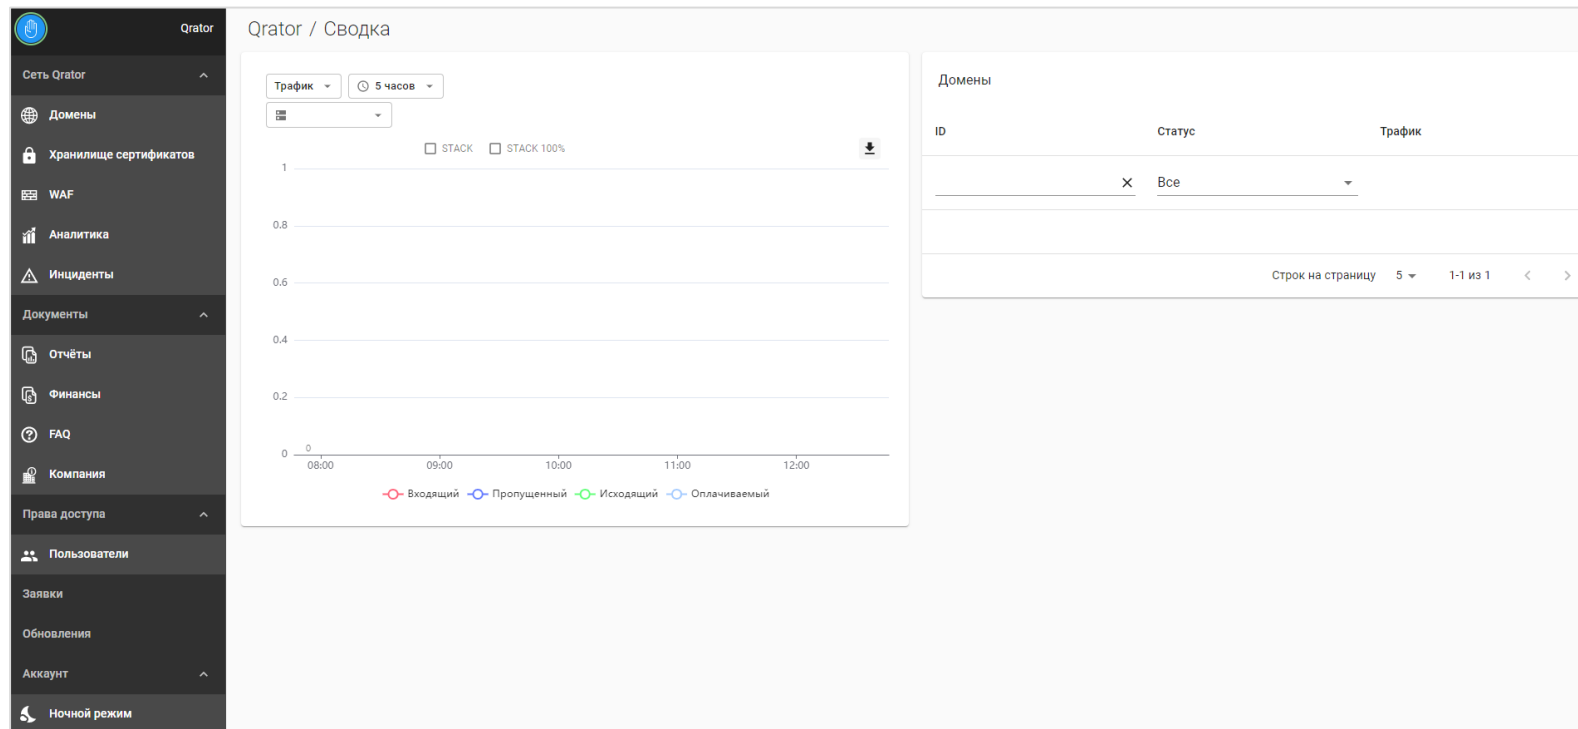 Qrator
Qrator / Сводка
Сеть Qrator
Домены
Хранилище сертификатов
WAF
Аналитика
Инциденты
Документы
Отчёты
Финансы
FAQ
Компания
Права доступа
Пользователи
Заявки
Обновления
Аккаунт
Ночной режим
Трафик
5 часов
STACK
STACK 100%
1
0.8
0.6
0.4
0.2
0
0
08:00 09:00 10:00 11:00 12:00
Входящий Пропущенный Исходящий Оплачиваемый
Домены
ID Статус Трафик
Все
Строк на страницу 5 1-1 из 1